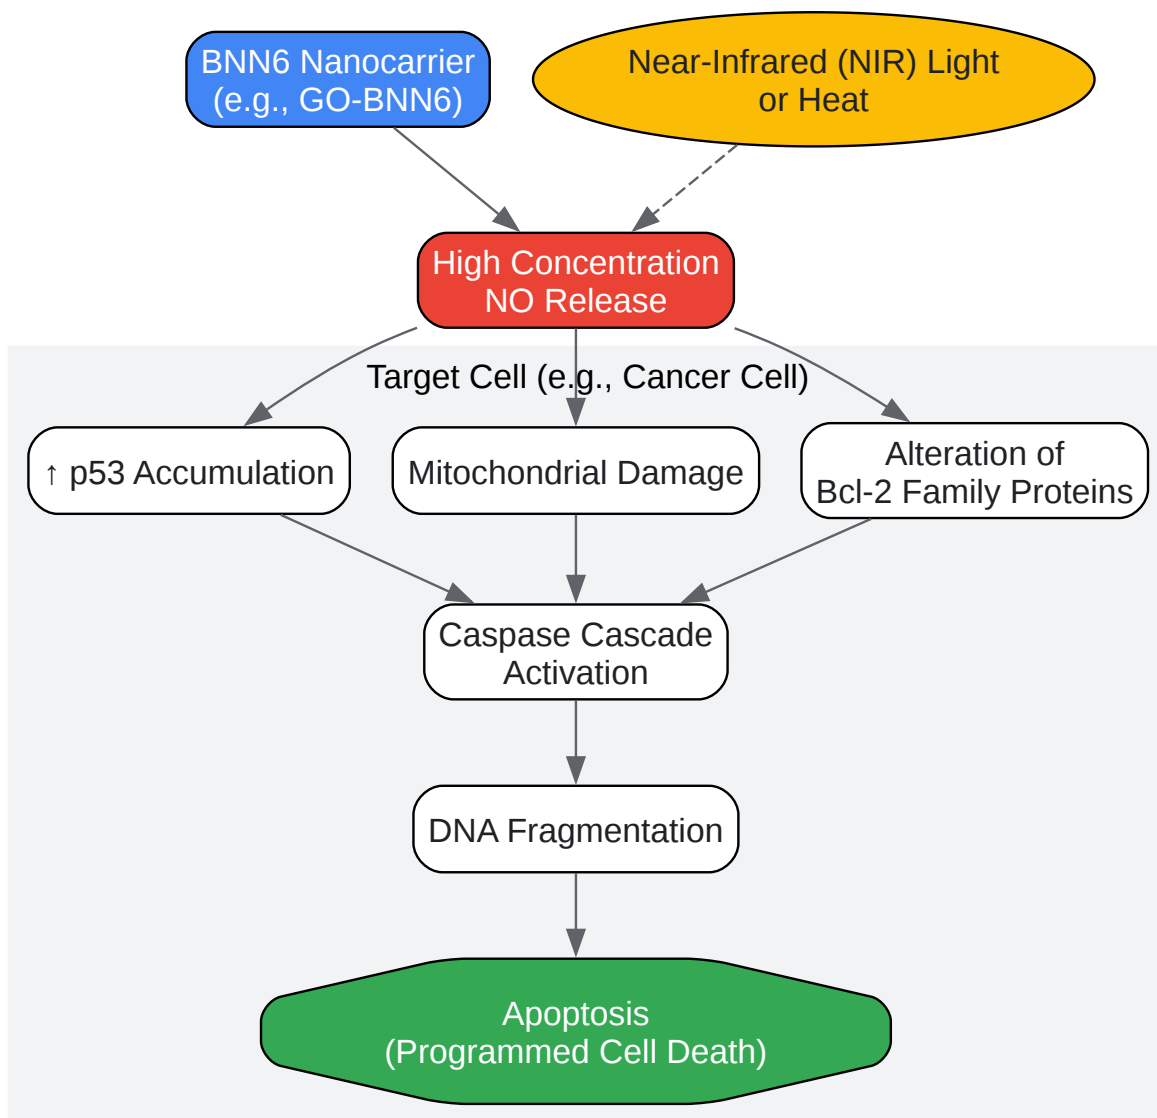 BNN6 Nanocarrier
(e.g., GO-BNN6)
Near-Infrared (NIR) Light
or Heat
High Concentration
NO Release
Target Cell (e.g., Cancer Cell)
↑ p53 Accumulation
Mitochondrial Damage
Alteration of
Bcl-2 Family Proteins
Caspase Cascade
Activation
DNA Fragmentation
Apoptosis
(Programmed Cell Death)